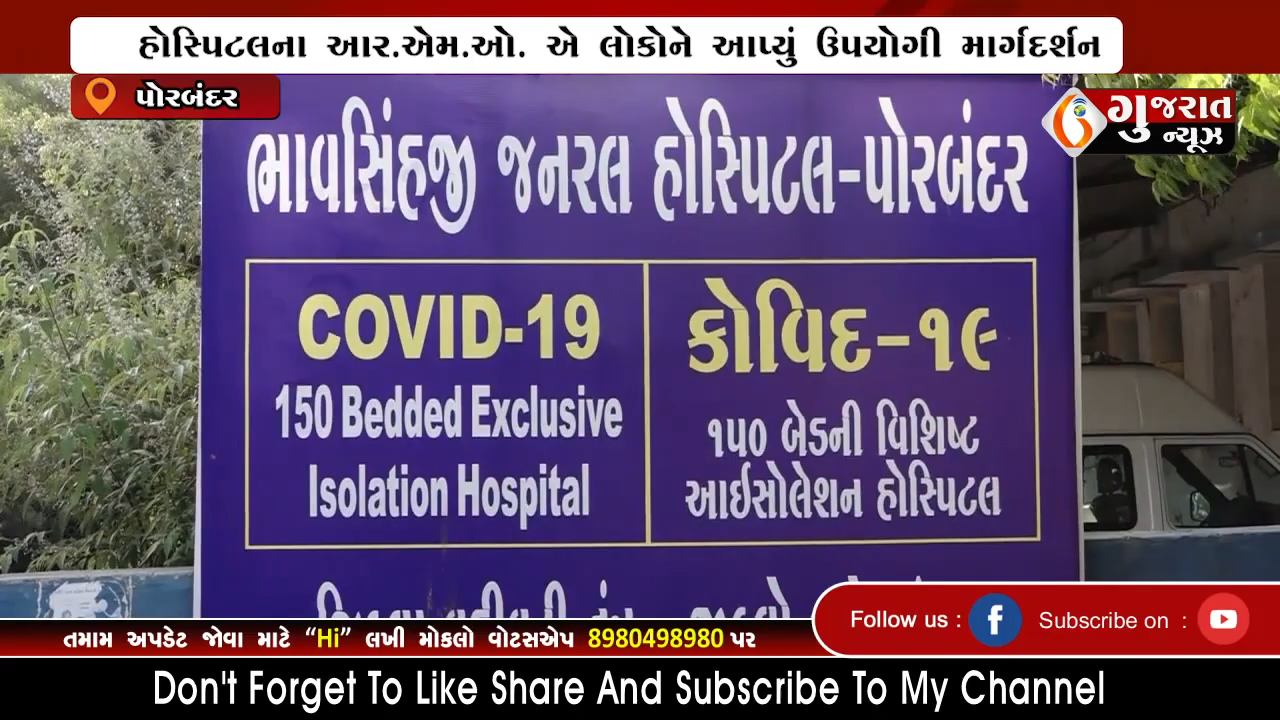 હોસ્પિટલના આર.એમ.ઓ. એ લોકોને આપ્યું ઉપયોગી માર્ગદર્શન
પોરબંદર
ગુજરાત
ન્યૂઝ
ભાવસિંહજી જનરલ હોસ્પિટલ-પોરબંદર
COVID-19
150 Bedded Exclusive
Isolation Hospital
કોવિદ-૧૯
૧૫૦ બેડની વિશિષ્ટ
આઈસોલેશન હોસ્પિટલ
Follow us :
Subscribe on :
તમામ અપડેટ જોવા માટે “Hi” લખી મોકલો વોટસએપ 8980498980 પર
Don't Forget To Like Share And Subscribe To My Channel